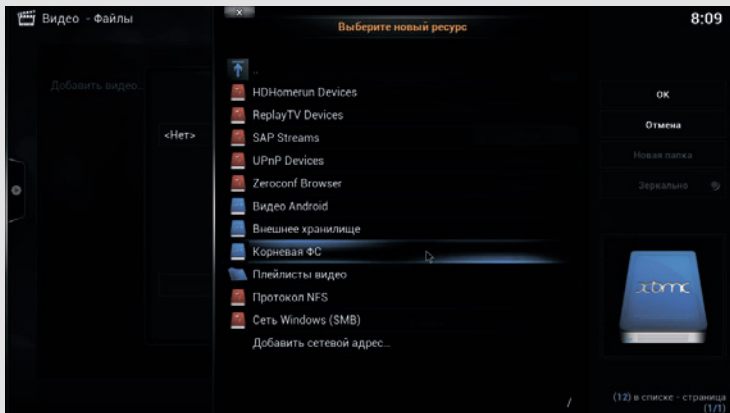 Видео - Файлы
x
Выберите новый ресурс
8:09
Добавить видео...
<Нет>
..
HDHomerun Devices
ReplayTV Devices
SAP Streams
UPnP Devices
Zeroconf Browser
Видео Android
Внешнее хранилище
Корневая ФС
Плейлисты видео
Протокол NFS
Сеть Windows (SMB)
Добавить сетевой адрес...
/
ОК
Отмена
Новая папка
Зеркально
xbmc
(12) в списке - страница
(1/1)